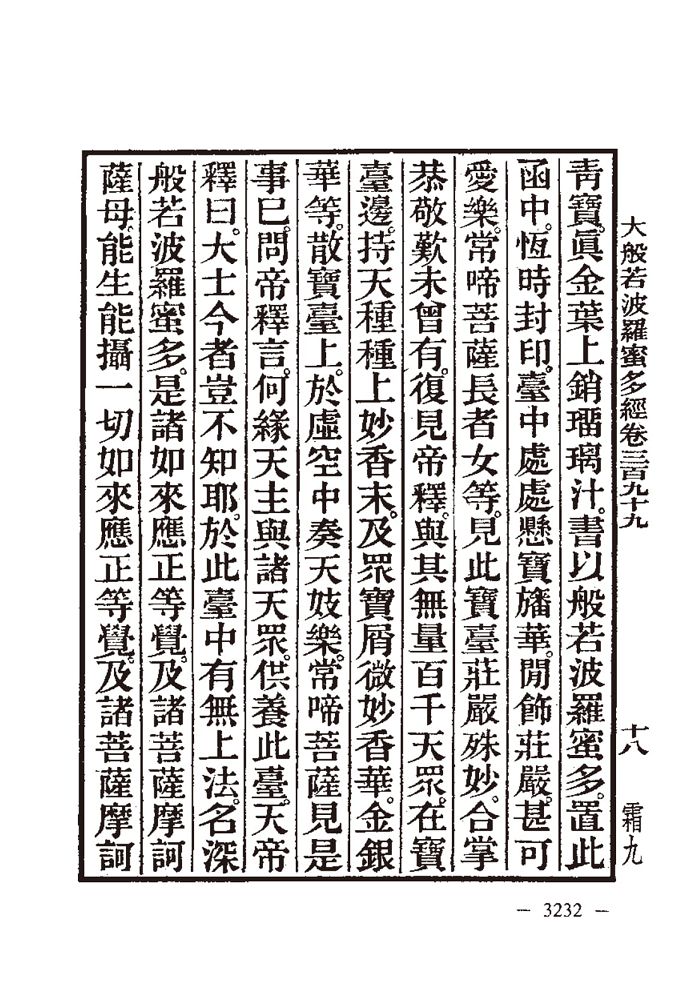 大般若波羅蜜多經卷三百九十九 十八 霜九
青寶。眞金葉上銷瑠璃汁。書以般若波羅蜜多。置此
函中。恆時封印。臺中處處懸寶旛華。閒飾莊嚴。甚可
愛樂。常啼菩薩長者女等。見此寶臺莊嚴殊妙。合掌
恭敬歎未曾有。復見帝釋。與其無量百千天眾。在寶
臺邊。持天種種上妙香末。及眾寶屑微妙香華。金銀
華等。散寶臺上。於虛空中奏天妓樂。常啼菩薩見是
事已。問帝釋言。何緣天主與諸天眾。供養此臺。天帝
釋曰。大士今者豈不知耶。於此臺中有無上法。名深
般若波羅蜜多。是諸如來應正等覺。及諸菩薩摩訶
薩母。能生能攝一切如來應正等覺。及諸菩薩摩訶
— 3232 —